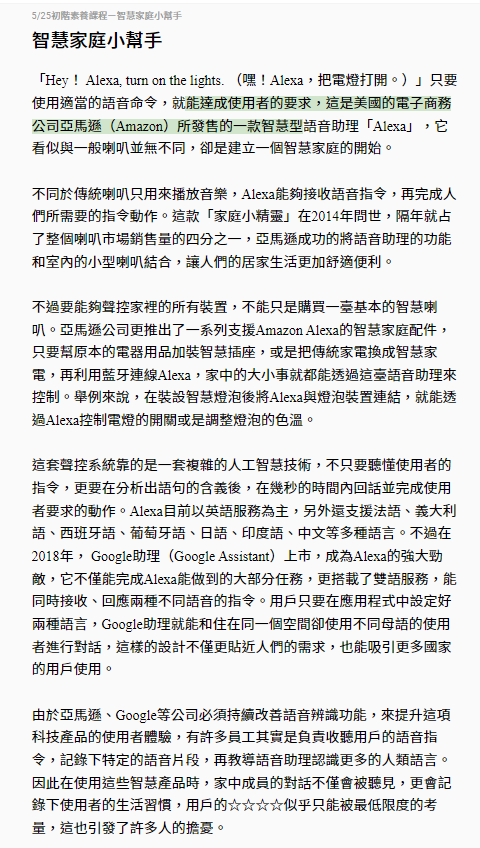 5/25初階素養課程－智慧家庭小幫手
智慧家庭小幫手
「Hey！ Alexa, turn on the lights. （嘿！Alexa，把電燈打開。）」只要
使用適當的語音命令，就能達成使用者的要求，這是美國的電子商務
公司亞馬遜（Amazon）所發售的一款智慧型語音助理「Alexa」，它
看似與一般喇叭並無不同，卻是建立一個智慧家庭的開始。
不同於傳統喇叭只用來播放音樂，Alexa能夠接收語音指令，再完成人
們所需要的指令動作。這款「家庭小精靈」在2014年問世，隔年就占
了整個喇叭市場銷售量的四分之一，亞馬遜成功的將語音助理的功能
和室內的小型喇叭結合，讓人們的居家生活更加舒適便利。
不過要能夠聲控家裡的所有裝置，不能只是購買一臺基本的智慧喇
叭。亞馬遜公司更推出了一系列支援Amazon Alexa的智慧家庭配件，
只要幫原本的電器用品加裝智慧插座，或是把傳統家電換成智慧家
電，再利用藍牙連線Alexa，家中的大小事就都能透過這臺語音助理來
控制。舉例來說，在裝設智慧燈泡後將Alexa與燈泡裝置連結，就能透
過Alexa控制電燈的開關或是調整燈泡的色溫。
這套聲控系統靠的是一套複雜的人工智慧技術，不只要聽懂使用者的
指令，更要在分析出語句的含義後，在幾秒的時間內回話並完成使用
者要求的動作。Alexa目前以英語服務為主，另外還支援法語、義大利
語、西班牙語、葡萄牙語、日語、印度語、中文等多種語言。不過在
2018年， Google助理（Google Assistant）上市，成為Alexa的強大勁
敵，它不僅能完成Alexa能做到的大部分任務，更搭載了雙語服務，能
同時接收、回應兩種不同語音的指令。用戶只要在應用程式中設定好
兩種語言，Google助理就能和住在同一個空間卻使用不同母語的使用
者進行對話，這樣的設計不僅更貼近人們的需求，也能吸引更多國家
的用戶使用。
由於亞馬遜、Google等公司必須持續改善語音辨識功能，來提升這項
科技產品的使用者體驗，有許多員工其實是負責收聽用戶的語音指
令，記錄下特定的語音片段，再教導語音助理認識更多的人類語言。
因此在使用這些智慧產品時，家中成員的對話不僅會被聽見，更會記
錄下使用者的生活習慣，用戶的☆☆☆☆似乎只能被最低限度的考
量，這也引發了許多人的擔憂。